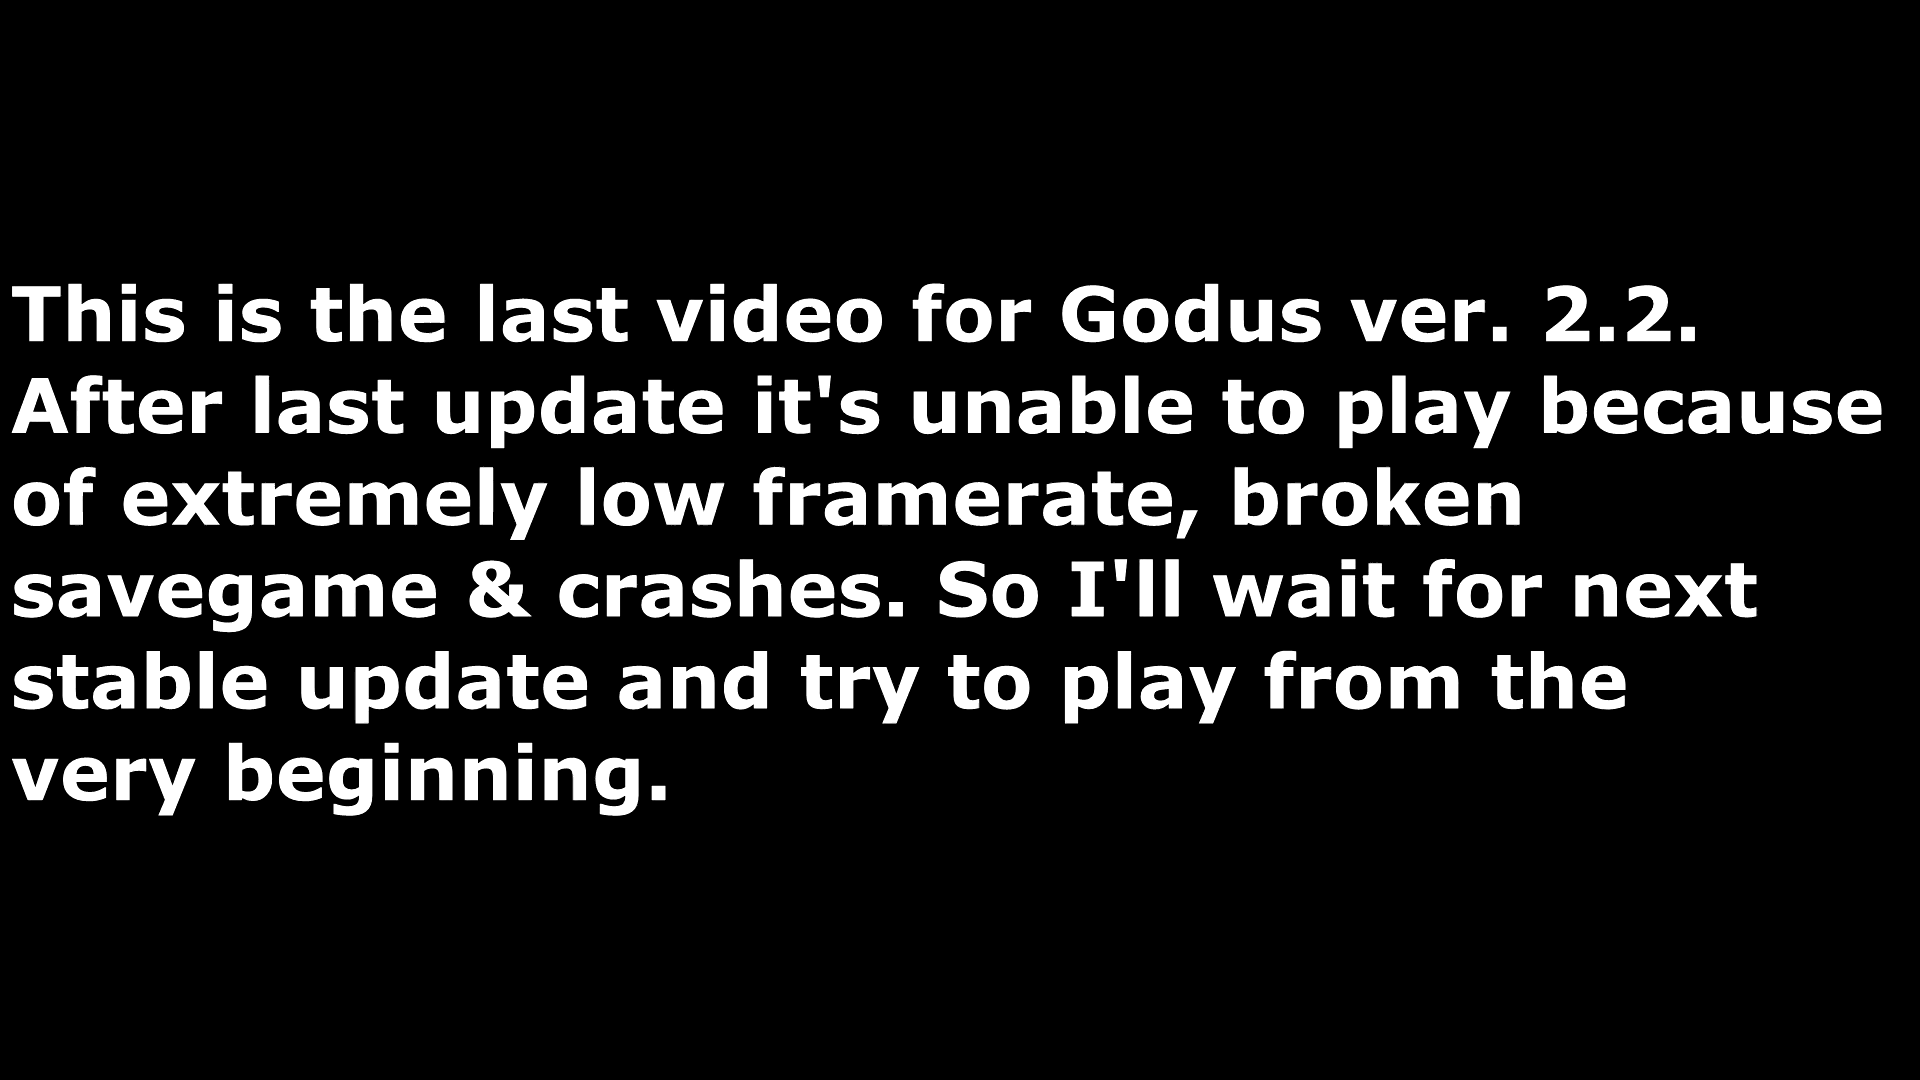 This is the last video for Godus ver. 2.2.
After last update it's unable to play because
of extremely low framerate, broken
savegame & crashes. So I'll wait for next
stable update and try to play from the
very beginning.